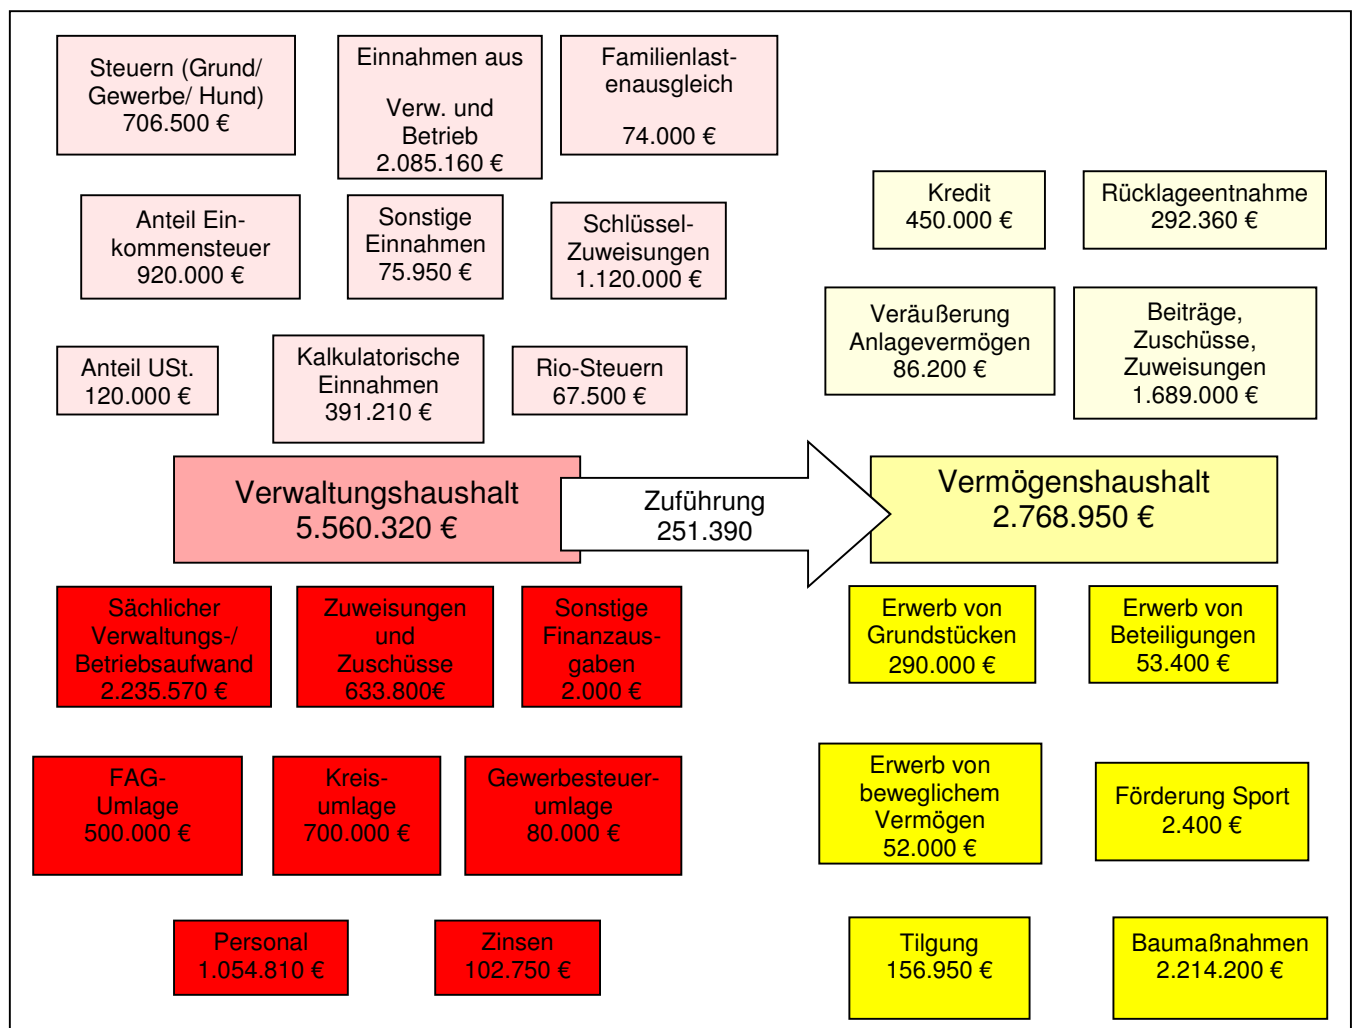 Steuern (Grund/
Gewerbe/ Hund)
706.500 €
Einnahmen aus
Verw. und
Betrieb
2.085.160 €
Familienlast-
enausgleich
74.000 €
Kredit
450.000 €
Rücklageentnahme
292.360 €
Anteil Ein-
kommensteuer
920.000 €
Sonstige
Einnahmen
75.950 €
Schlüssel-
Zuweisungen
1.120.000 €
Veräußerung
Anlagevermögen
86.200 €
Beiträge,
Zuschüsse,
Zuweisungen
1.689.000 €
Anteil USt.
120.000 €
Kalkulatorische
Einnahmen
391.210 €
Rio-Steuern
67.500 €
Verwaltungshaushalt
5.560.320 €
Zuführung
251.390
Vermögenshaushalt
2.768.950 €
Sächlicher
Verwaltungs-/
Betriebsaufwand
2.235.570 €
Zuweisungen
und
Zuschüsse
633.800€
Sonstige
Finanzaus-
gaben
2.000 €
Erwerb von
Grundstücken
290.000 €
Erwerb von
Beteiligungen
53.400 €
FAG-
Umlage
500.000 €
Kreis-
umlage
700.000 €
Gewerbesteuer-
umlage
80.000 €
Erwerb von
beweglichem
Vermögen
52.000 €
Förderung Sport
2.400 €
Personal
1.054.810 €
Zinsen
102.750 €
Tilgung
156.950 €
Baumaßnahmen
2.214.200 €